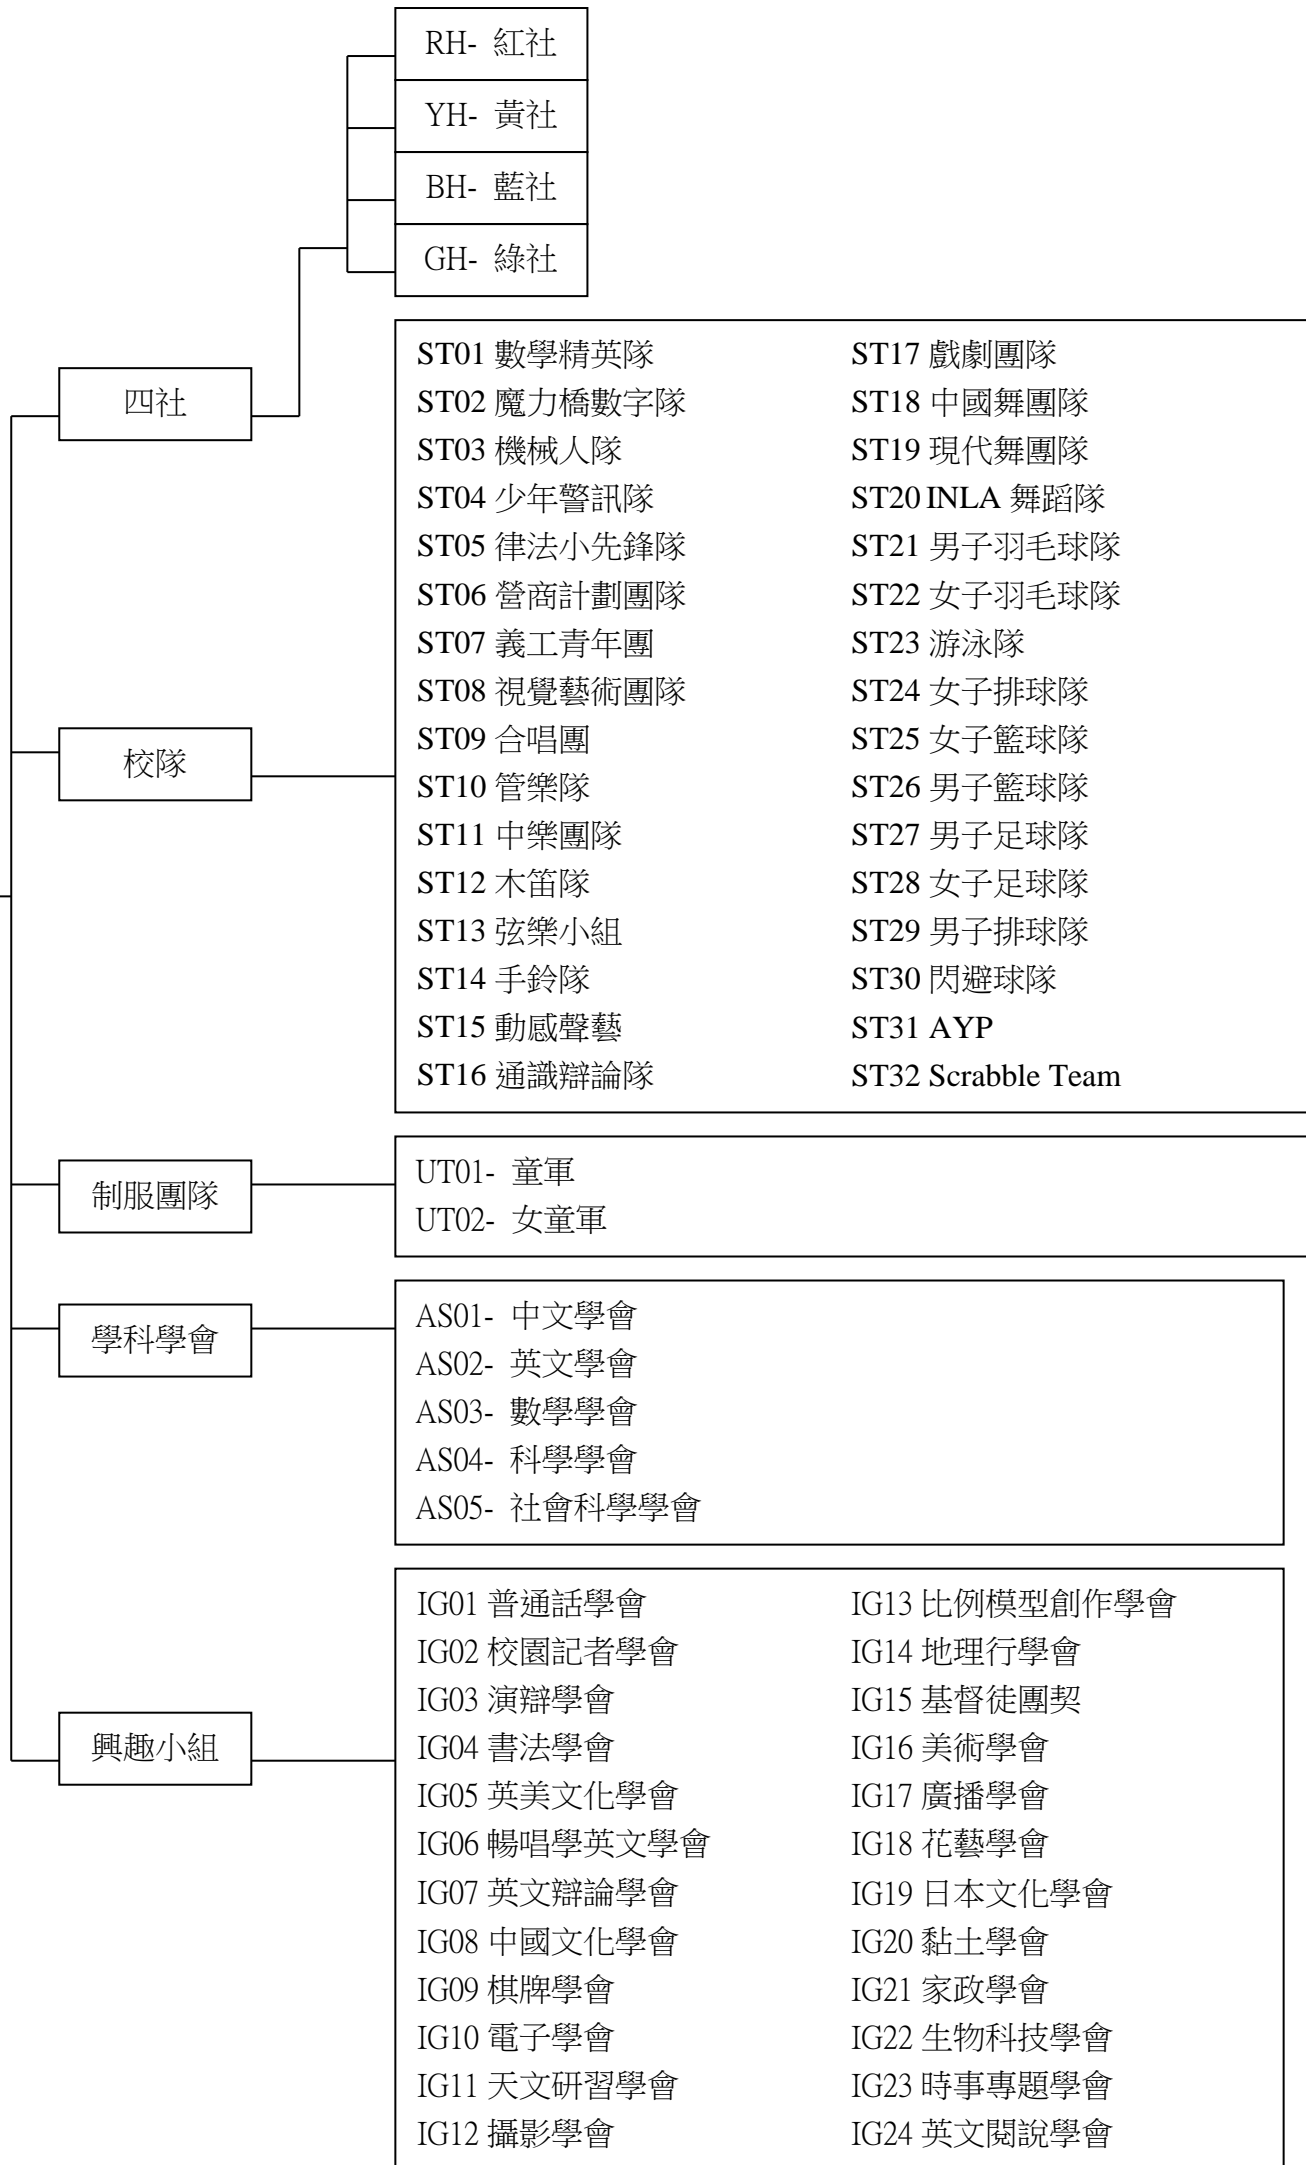 RH- 紅社
YH- 黃社
BH- 藍社
GH- 綠社
四社
校隊
ST01 數學精英隊
ST02 魔力橋數字隊
ST03 機械人隊
ST04 少年警訊隊
ST05 律法小先鋒隊
ST06 營商計劃團隊
ST07 義工青年團
ST08 視覺藝術團隊
ST09 合唱團
ST10 管樂隊
ST11 中樂團隊
ST12 木笛隊
ST13 弦樂小組
ST14 手鈴隊
ST15 動感聲藝
ST16 通識辯論隊
ST17 戲劇團隊
ST18 中國舞團隊
ST19 現代舞團隊
ST20 INLA 舞蹈隊
ST21 男子羽毛球隊
ST22 女子羽毛球隊
ST23 游泳隊
ST24 女子排球隊
ST25 女子籃球隊
ST26 男子籃球隊
ST27 男子足球隊
ST28 女子足球隊
ST29 男子排球隊
ST30 閃避球隊
ST31 AYP
ST32 Scrabble Team
制服團隊
UT01- 童軍
UT02- 女童軍
學科學會
AS01- 中文學會
AS02- 英文學會
AS03- 數學學會
AS04- 科學學會
AS05- 社會科學學會
興趣小組
IG01 普通話學會
IG02 校園記者學會
IG03 演辯學會
IG04 書法學會
IG05 英美文化學會
IG06 暢唱學英文學會
IG07 英文辯論學會
IG08 中國文化學會
IG09 棋牌學會
IG10 電子學會
IG11 天文研習學會
IG12 攝影學會
IG13 比例模型創作學會
IG14 地理行學會
IG15 基督徒團契
IG16 美術學會
IG17 廣播學會
IG18 花藝學會
IG19 日本文化學會
IG20 黏土學會
IG21 家政學會
IG22 生物科技學會
IG23 時事專題學會
IG24 英文閱說學會